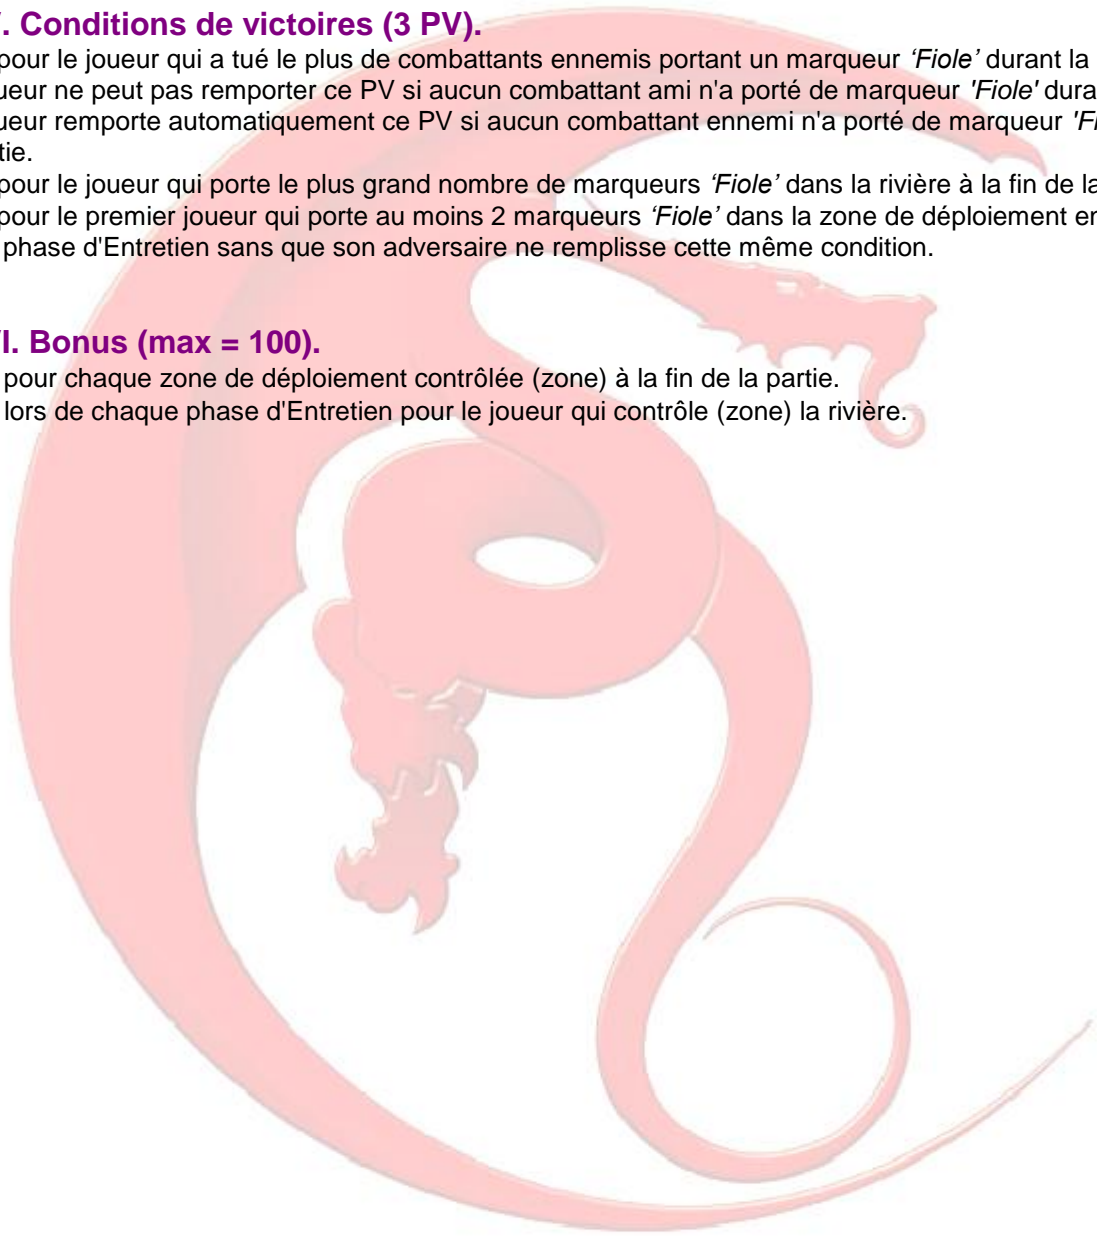 . Conditions de victoires (3 PV).
pour le joueur qui a tué le plus de combattants ennemis portant un marqueur ‘Fiole’ durant la
ueur ne peut pas remporter ce PV si aucun combattant ami n'a porté de marqueur 'Fiole' dura
ueur remporte automatiquement ce PV si aucun combattant ennemi n'a porté de marqueur 'Fi
tie.
pour le joueur qui porte le plus grand nombre de marqueurs ‘Fiole’ dans la rivière à la fin de la
pour le premier joueur qui porte au moins 2 marqueurs ‘Fiole’ dans la zone de déploiement en
phase d'Entretien sans que son adversaire ne remplisse cette même condition.
I. Bonus (max = 100).
pour chaque zone de déploiement contrôlée (zone) à la fin de la partie.
lors de chaque phase d'Entretien pour le joueur qui contrôle (zone) la rivière.